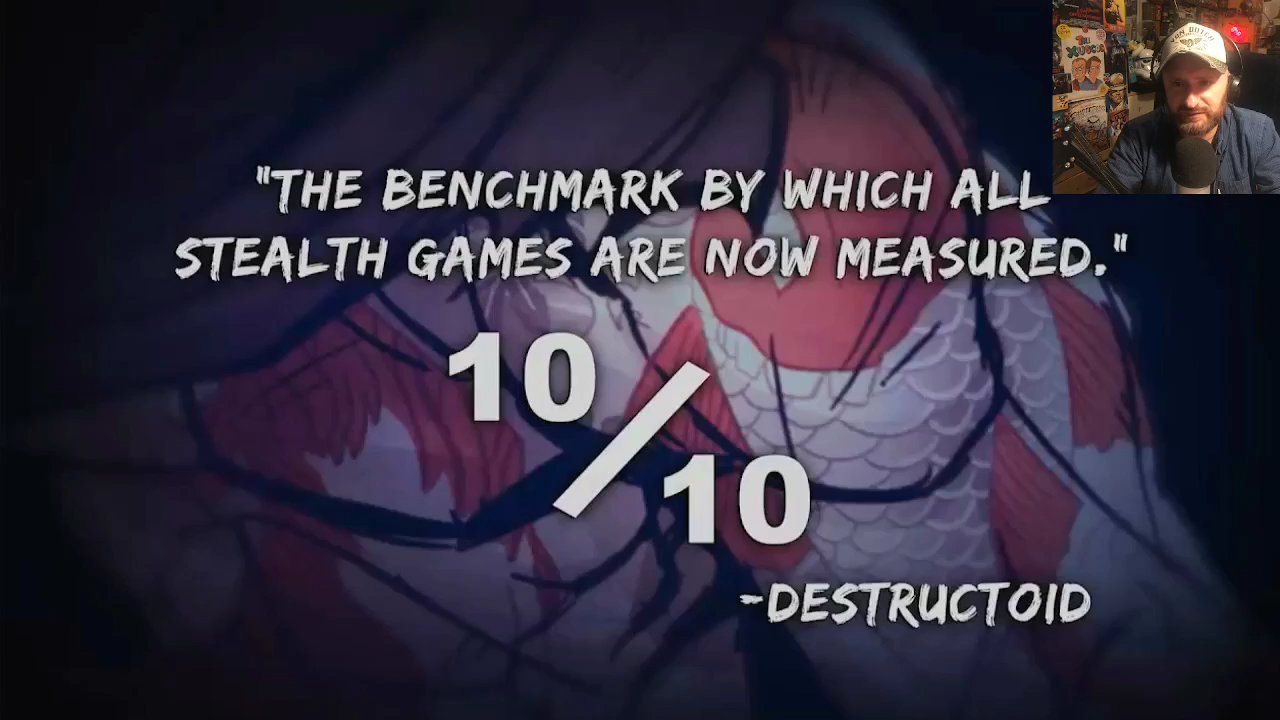 "THE BENCHMARK BY WHICH ALL
STEALTH GAMES ARE NOW MEASURED."
10/10
-DESTRUCTOID